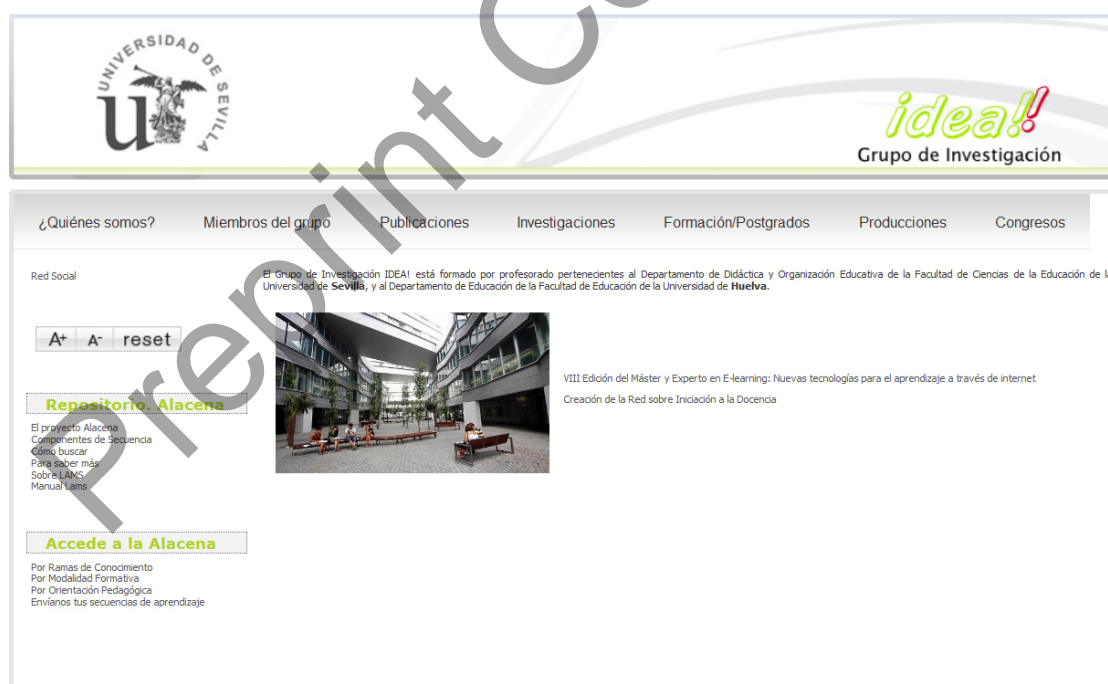 UNIVERSIDAD DE SEVILLA
idea!!
Grupo de Investigación
¿Quiénes somos? Miembros del grupo Publicaciones Investigaciones Formación/Postgrados Producciones Congresos
Red Social
El Grupo de Investigación IDEA! está formado por profesorado pertenecientes al Departamento de Didáctica y Organización Educativa de la Facultad de Ciencias de la Educación de
Universidad de Sevilla, y al Departamento de Educación de la Facultad de Educación de la Universidad de Huelva.
A+ A- reset
VIII Edición del Máster y Experto en E-learning: Nuevas tecnologías para el aprendizaje a través de internet
Creación de la Red sobre Iniciación a la Docencia
Repositorio. Alacena
El proyecto Alacena
Componentes de Secuencia
Cómo buscar
Para saber más
Sobre LAMS
Manual Lams
Accede a la Alacena
Por Ramas de Conocimiento
Por Modalidad Formativa
Por Orientación Pedagógica
Envíanos tus secuencias de aprendizaje
Preprint